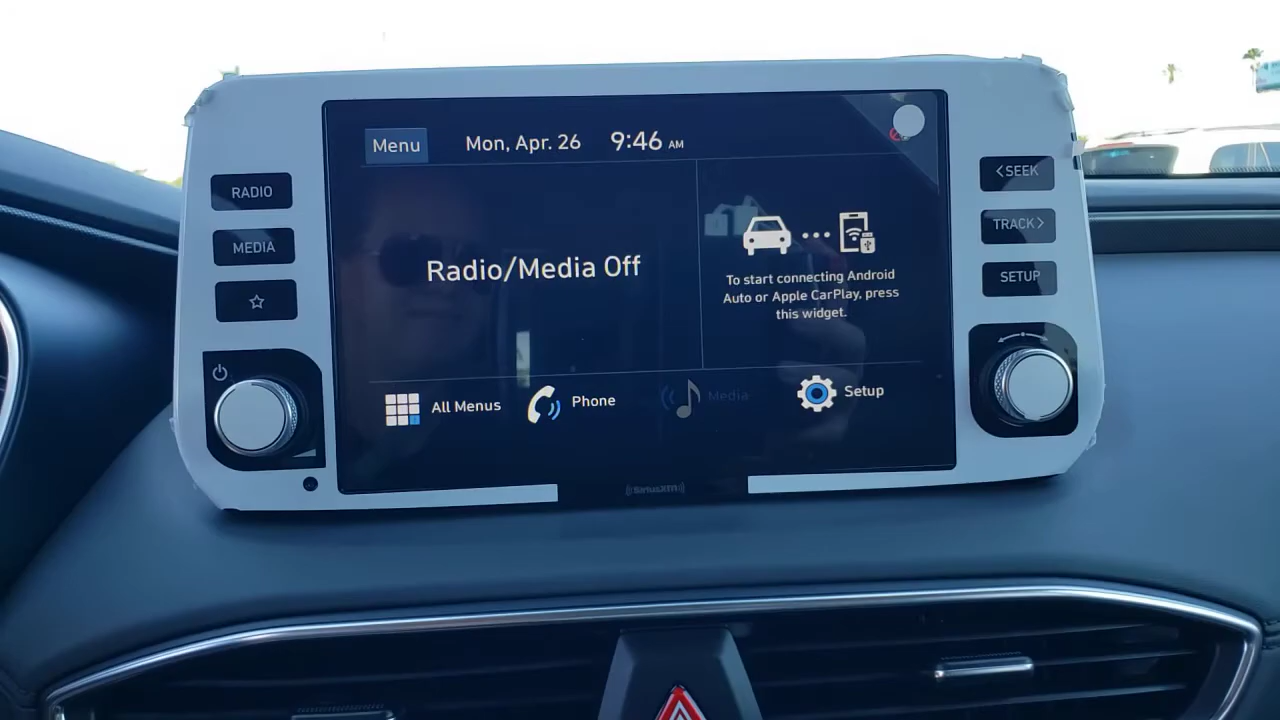 Menu
Mon, Apr. 26
9:46 AM
RADIO
MEDIA
Radio/Media Off
To start connecting Android
Auto or Apple CarPlay, press
this widget.
<SEEK
TRACK>
SETUP
All Menus
Phone
Media
Setup
SiriusXM